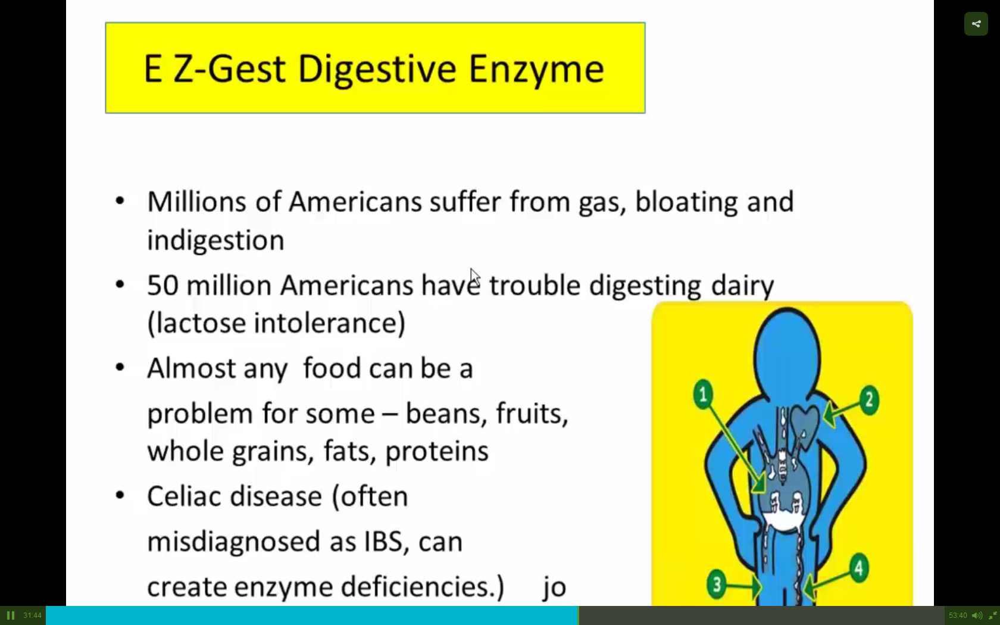 E Z-Gest Digestive Enzyme
• Millions of Americans suffer from gas, bloating and
indigestion
• 50 million Americans have trouble digesting dairy
(lactose intolerance)
• Almost any food can be a
problem for some – beans, fruits,
whole grains, fats, proteins
• Celiac disease (often
misdiagnosed as IBS, can
create enzyme deficiencies.) jo
1
2
3
4
31:44
53:40